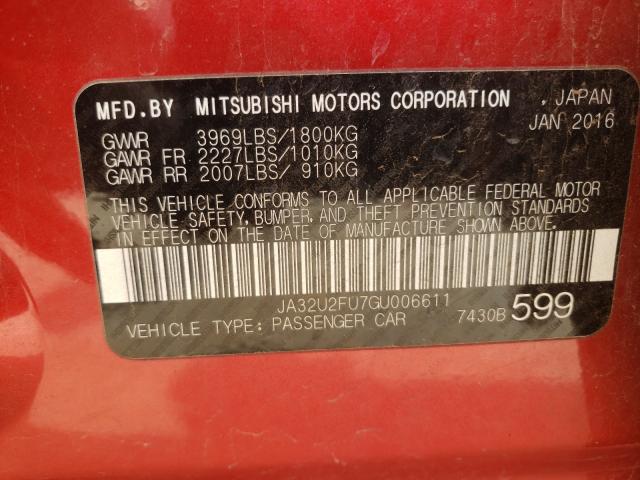 MFD.BY MITSUBISHI MOTORS CORPORATION , JAPAN
JAN 2016
GVWR 3969LBS/1800KG
GAWR FR 2227LBS/1010KG
GAWR RR 2007LBS/ 910KG
THIS VEHICLE CONFORMS TO ALL APPLICABLE FEDERAL MOTOR
VEHICLE SAFETY, BUMPER, AND THEFT PREVENTION STANDARDS
IN EFFECT ON THE DATE OF MANUFACTURE SHOWN ABOVE.
JA32U2FU7GU006611
VEHICLE TYPE: PASSENGER CAR 7430B 599